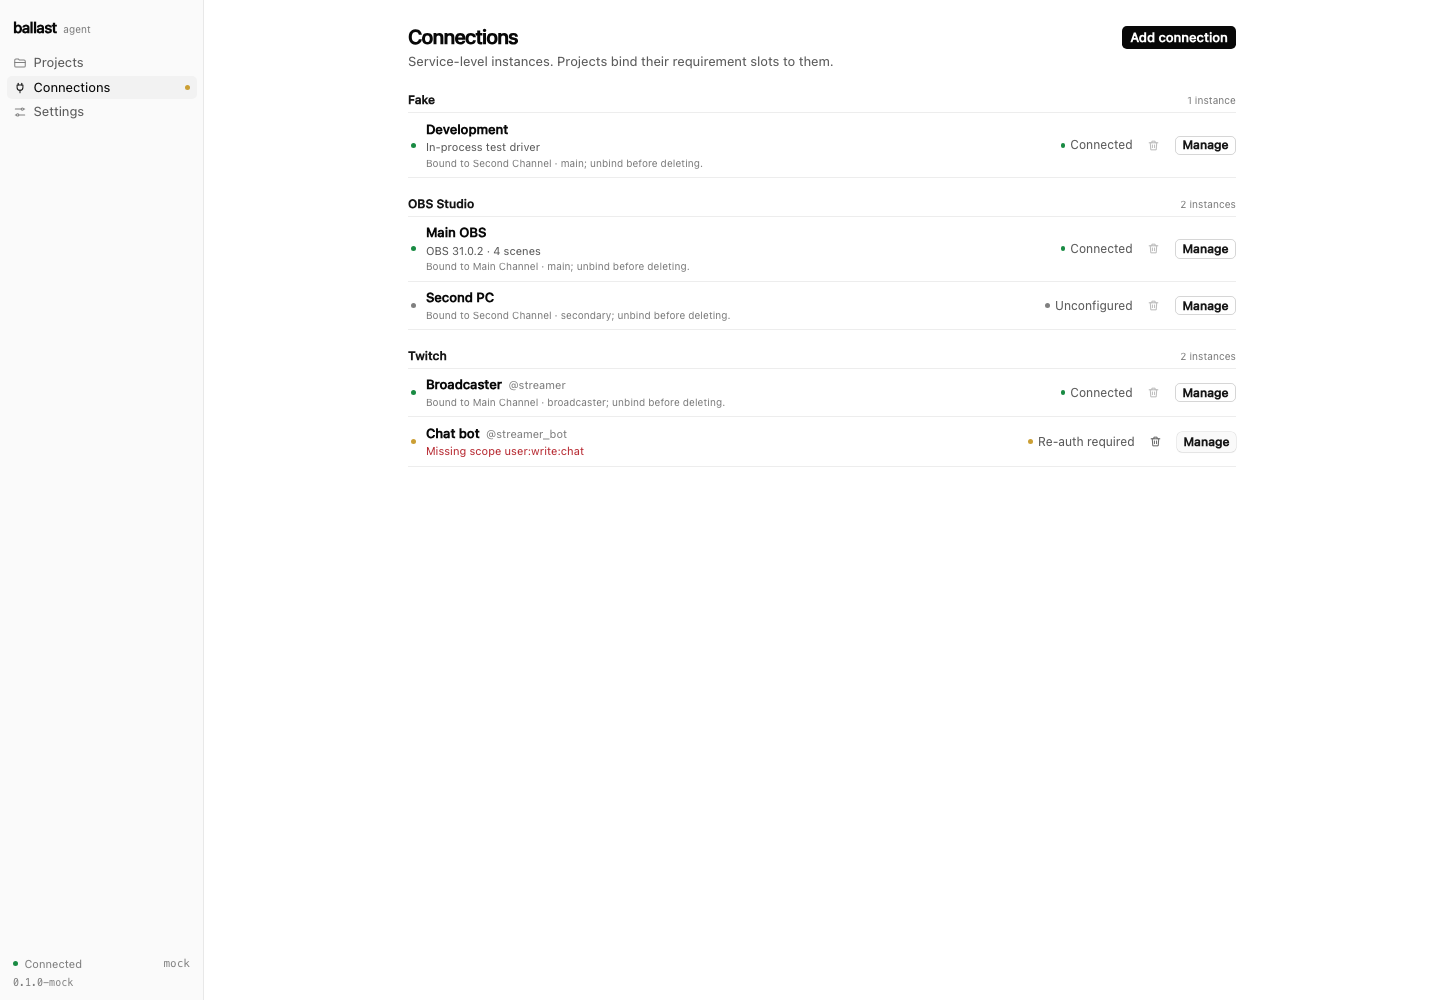 ballast agent
Projects
Connections
Settings
Connections
Add connection
Service-level instances. Projects bind their requirement slots to them.
Fake 1 instance
Development
In-process test driver
Bound to Second Channel · main; unbind before deleting.
Connected Manage
OBS Studio 2 instances
Main OBS
OBS 31.0.2 · 4 scenes
Bound to Main Channel · main; unbind before deleting.
Connected Manage
Second PC
Bound to Second Channel · secondary; unbind before deleting.
Unconfigured Manage
Twitch 2 instances
Broadcaster @streamer
Bound to Main Channel · broadcaster; unbind before deleting.
Connected Manage
Chat bot @streamer_bot
Missing scope user:write:chat
Re-auth required Manage
Connected mock
0.1.0-mock